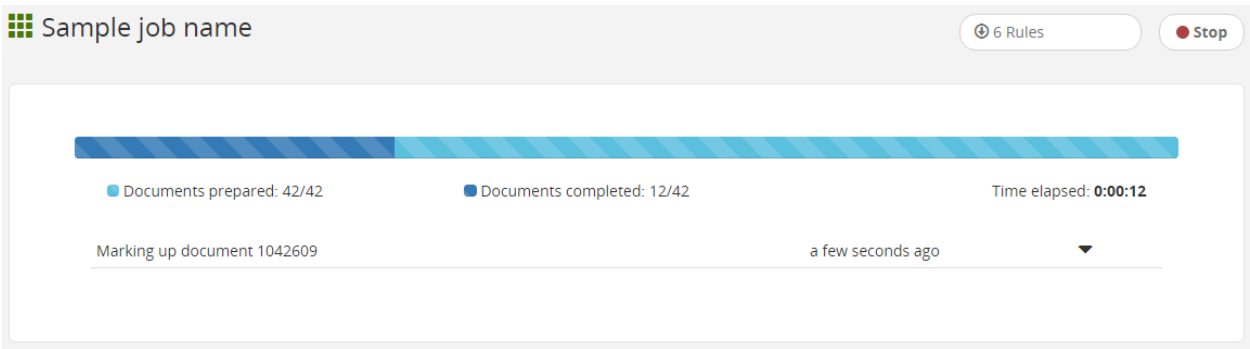 Sample job name
6 Rules
Stop
Documents prepared: 42/42
Documents completed: 12/42
Time elapsed: 0:00:12
Marking up document 1042609
a few seconds ago